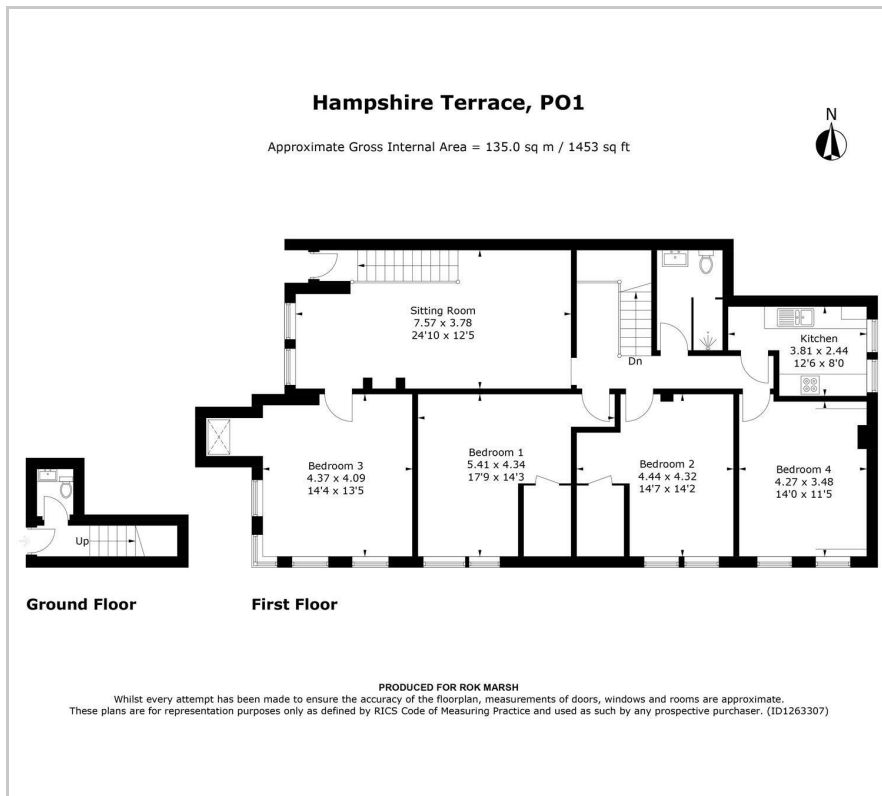 Hampshire Terrace, PO1
Approximate Gross Internal Area = 135.0 sq m / 1453 sq ft
N
Sitting Room
7.57 x 3.78
24'10 x 12'5
Dn
Kitchen
3.81 x 2.44
12'6 x 8'0
Bedroom 3
4.37 x 4.09
14'4 x 13'5
Bedroom 1
5.41 x 4.34
17'9 x 14'3
Bedroom 2
4.44 x 4.32
14'7 x 14'2
Bedroom 4
4.27 x 3.48
14'0 x 11'5
Up
Ground Floor
First Floor
PRODUCED FOR ROK MARSH
Whilst every attempt has been made to ensure the accuracy of the floorplan, measurements of doors, windows and rooms are approximate.
These plans are for representation purposes only as defined by RICS Code of Measuring Practice and used as such by any prospective purchaser. (ID1263307)